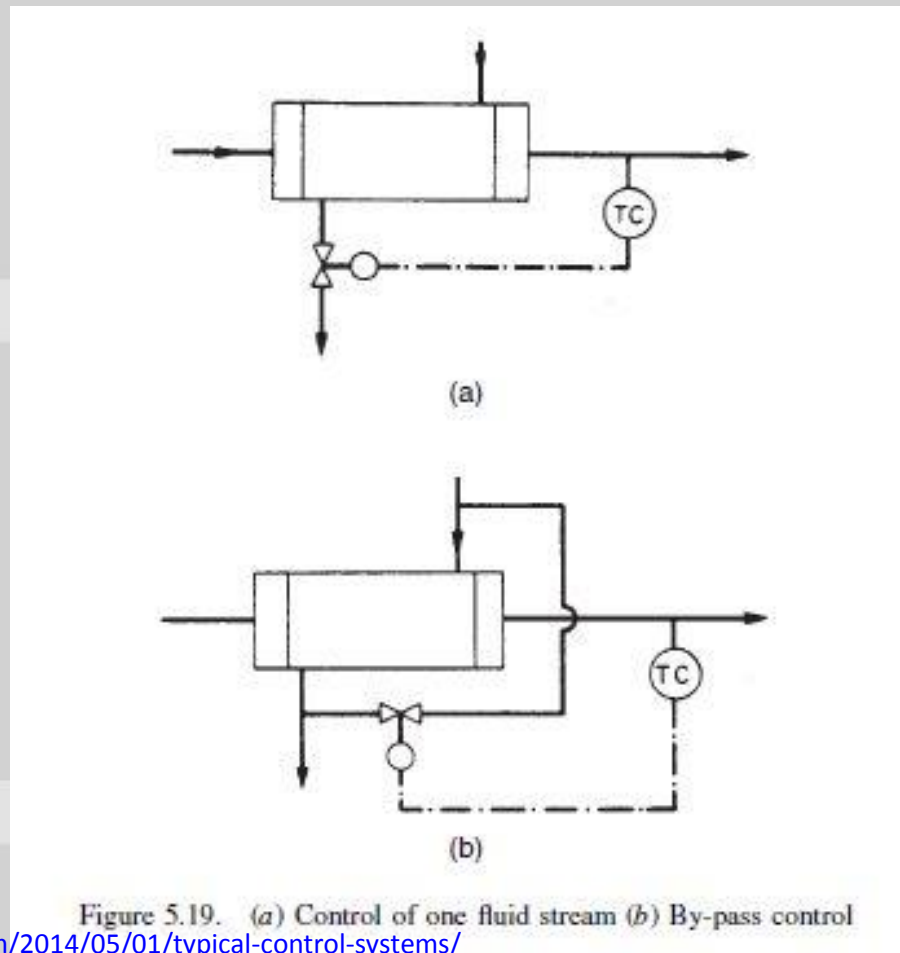 TC
(a)
TC
(b)
Figure 5.19. (a) Control of one fluid stream (b) By-pass control
n/2014/05/01/typical-control-systems/